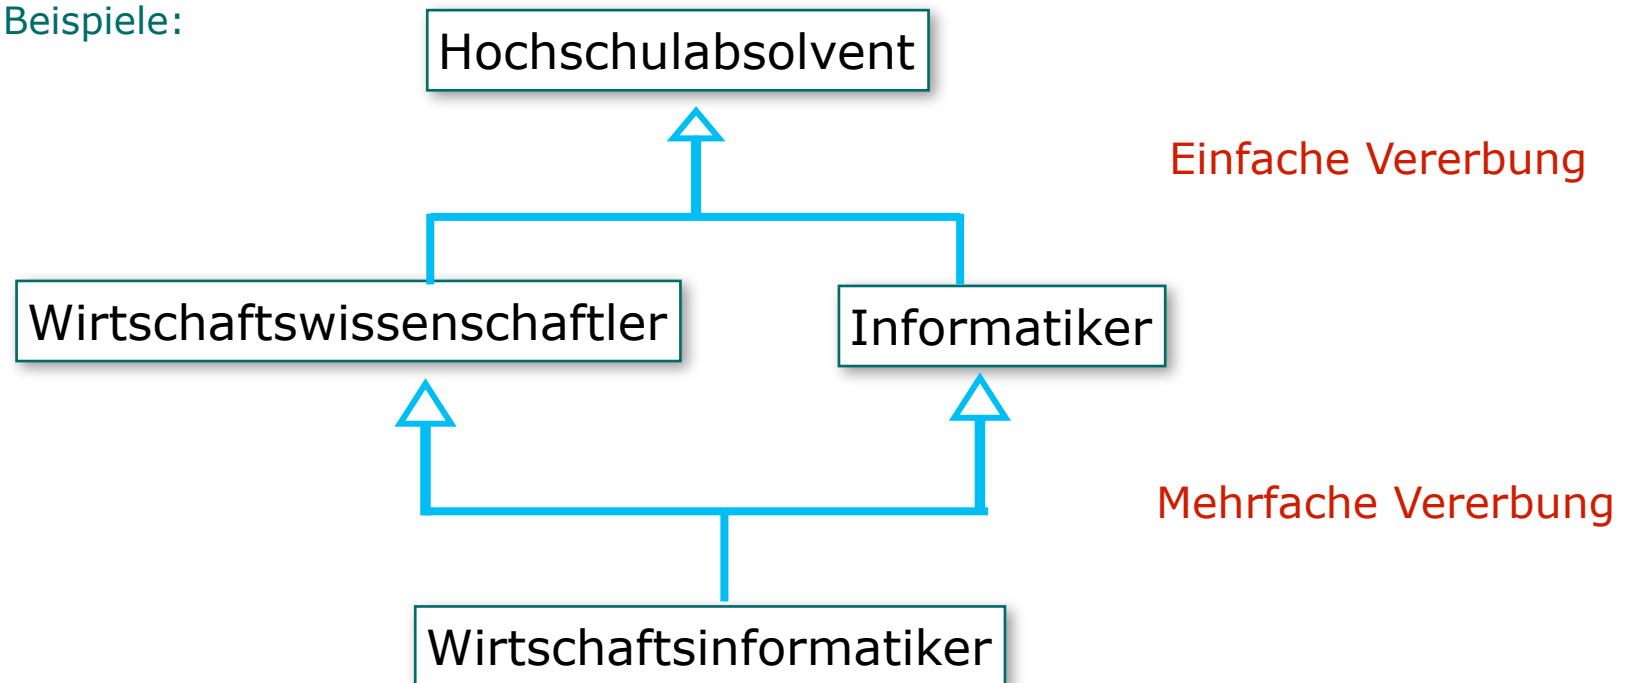 Beispiele:
Hochschulabsolvent
Einfache Vererbung
Wirtschaftswissenschaftler
Informatiker
Mehrfache Vererbung
Wirtschaftsinformatiker